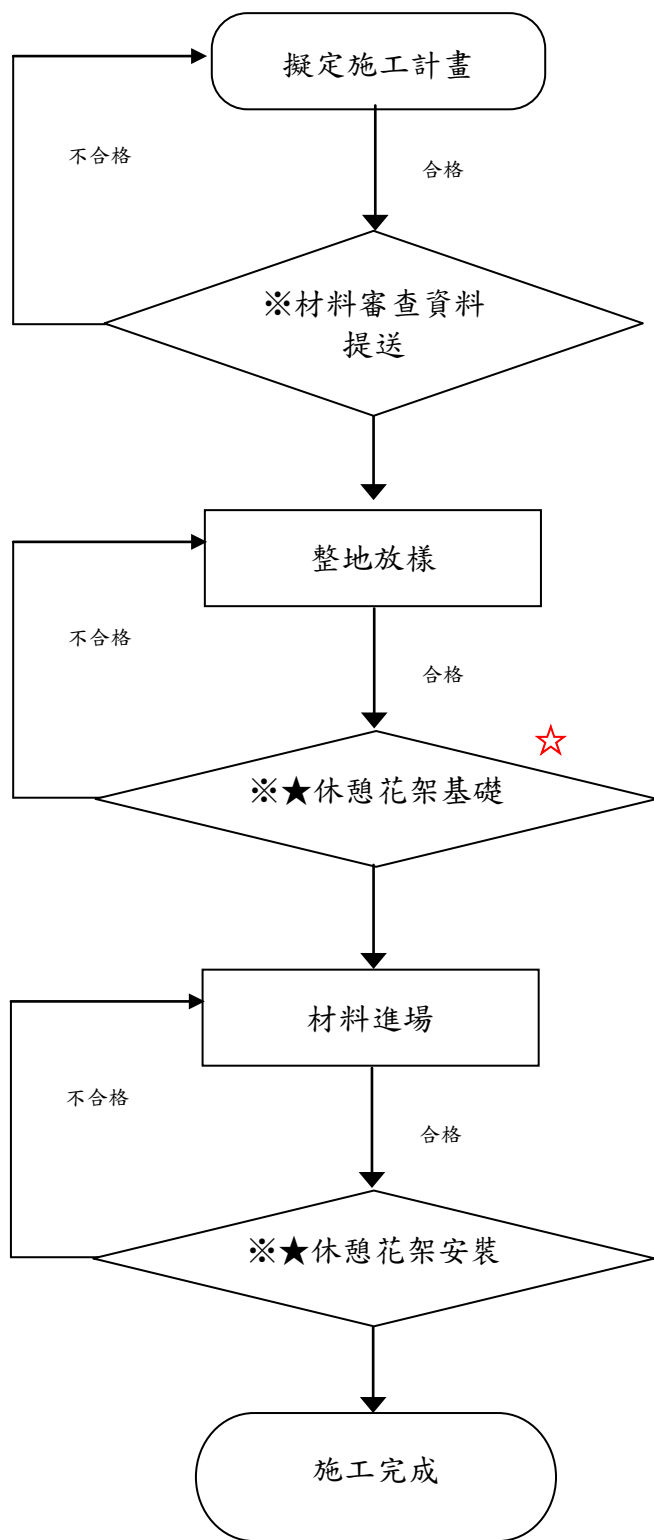 擬定施工計畫
不合格
合格
※材料審查資料
提送
整地放樣
不合格
合格
☆
※★休憩花架基礎
材料進場
不合格
合格
※★休憩花架安裝
施工完成